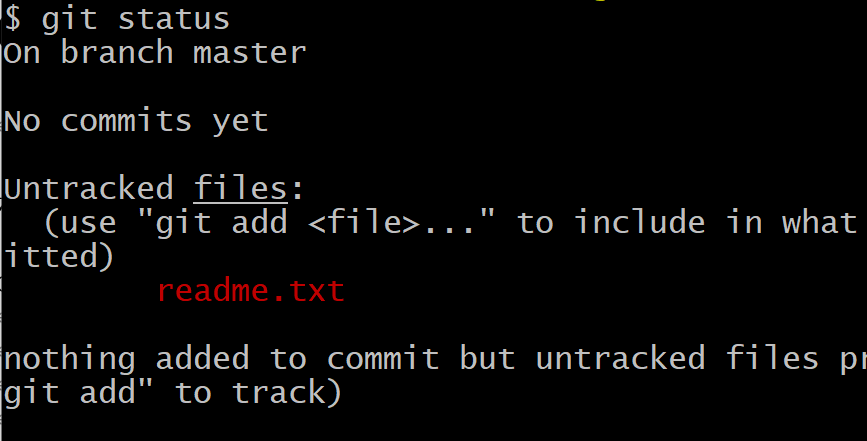 $ git status
On branch master
No commits yet
Untracked files:
(use "git add <file>..." to include in what
itted)
readme.txt
nothing added to commit but untracked files pr
git add" to track)